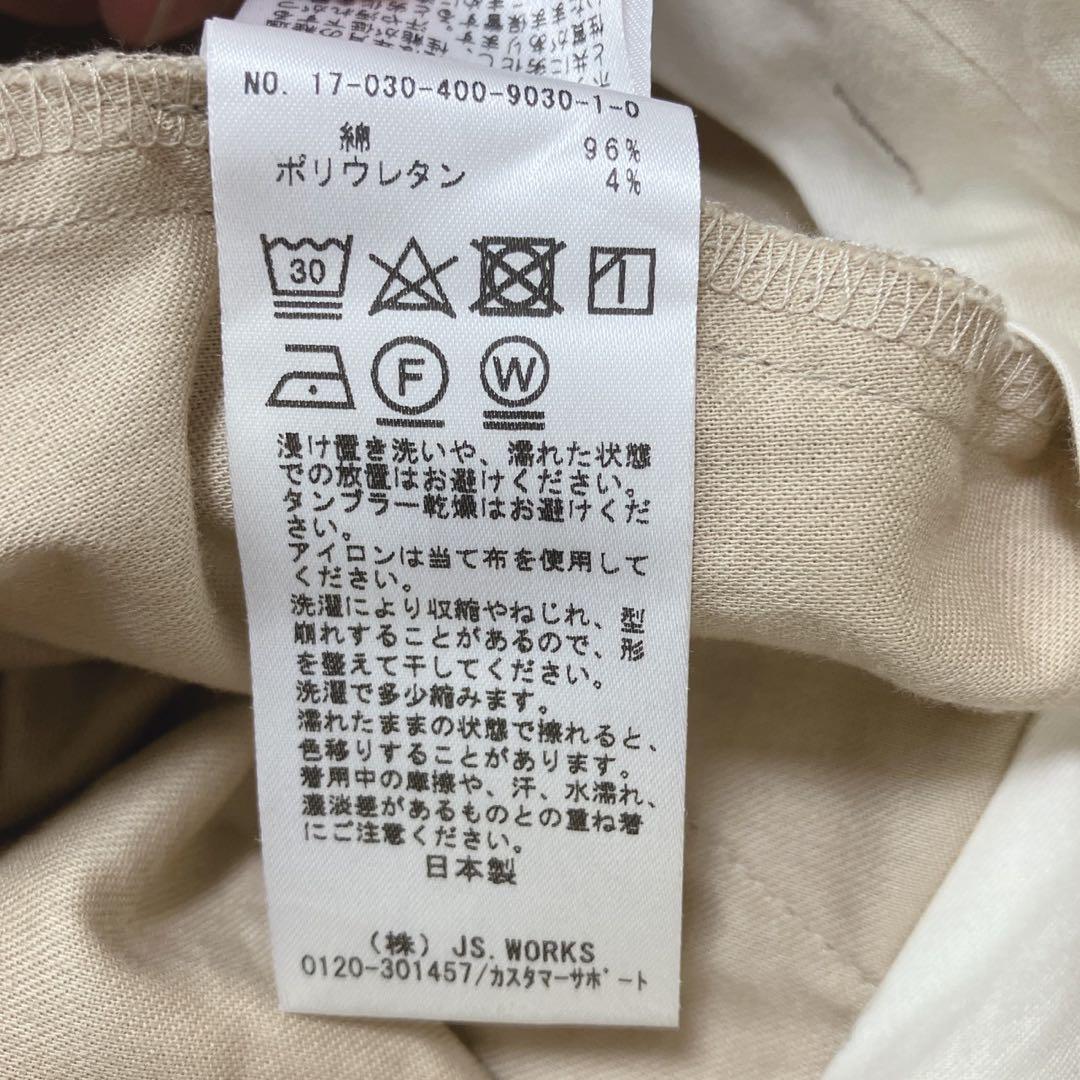 NO. 17-030-400-9030-1-0
綿 96%
ポリウレタン 4%
30
F W
浸け置き洗いや、濡れた状態
での放置はお避けください。
タンブラー乾燥はお避けくだ
さい。
アイロンは当て布を使用して
ください。
洗濯により収縮やねじれ、型
崩れすることがあるので、形
を整えて干してください。
洗濯で多少縮みます。
濡れたままの状態で擦れると、
色移りすることがあります。
着用中の摩擦や、汗、水濡れ、
濃淡差があるものとの重ね着
にご注意ください。
日本製
(株) JS.WORKS
0120-301457/カスタマーサポート